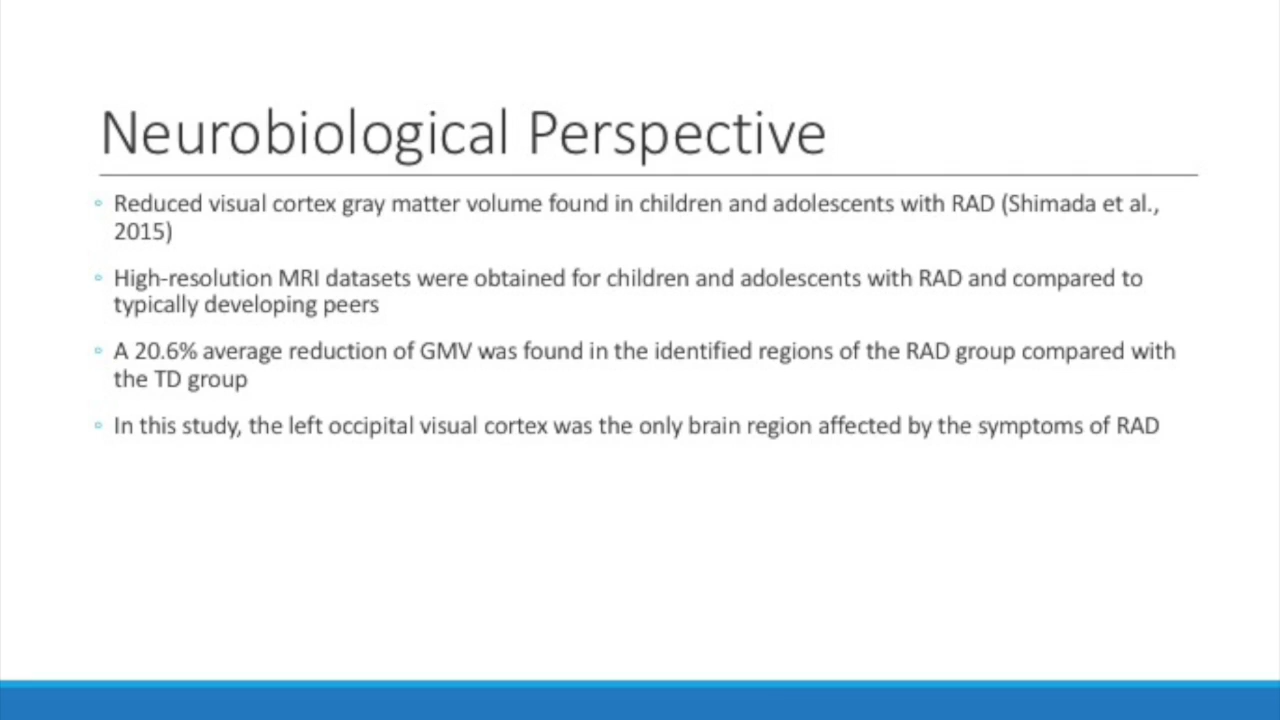 Neurobiological Perspective
◦ Reduced visual cortex gray matter volume found in children and adolescents with RAD (Shimada et al.,
2015)
◦ High-resolution MRI datasets were obtained for children and adolescents with RAD and compared to
typically developing peers
◦ A 20.6% average reduction of GMV was found in the identified regions of the RAD group compared with
the TD group
◦ In this study, the left occipital visual cortex was the only brain region affected by the symptoms of RAD